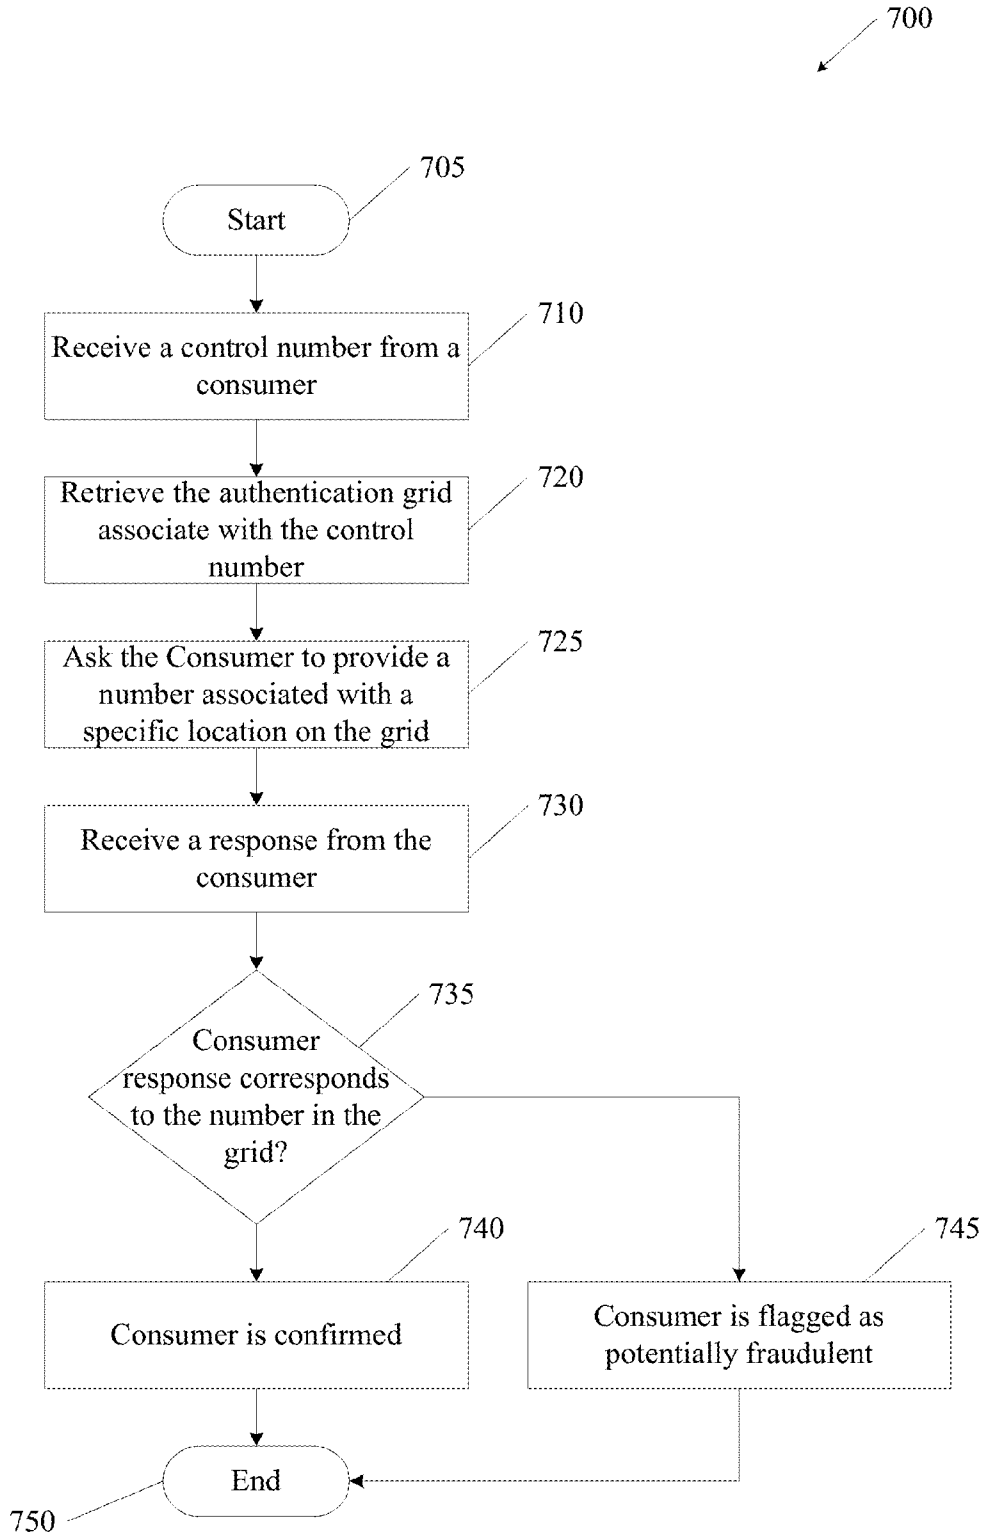 700
705
Start
710
Receive a control number from a
consumer
720
Retrieve the authentication grid
associate with the control
number
725
Ask the Consumer to provide a
number associated with a
specific location on the grid
730
Receive a response from the
consumer
735
Consumer
response corresponds
to the number in the
grid?
740
Consumer is confirmed
745
Consumer is flagged as
potentially fraudulent
End
750